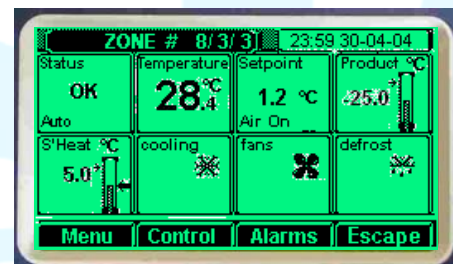 ZONE # 8/3/3 23:59 30-04-04
Status Temperature Setpoint Product °C
OK 28.4 °C 1.2 °C -25.0
Auto Air On
S'Heat °C cooling fans defrost
5.0
Menu Control Alarms Escape